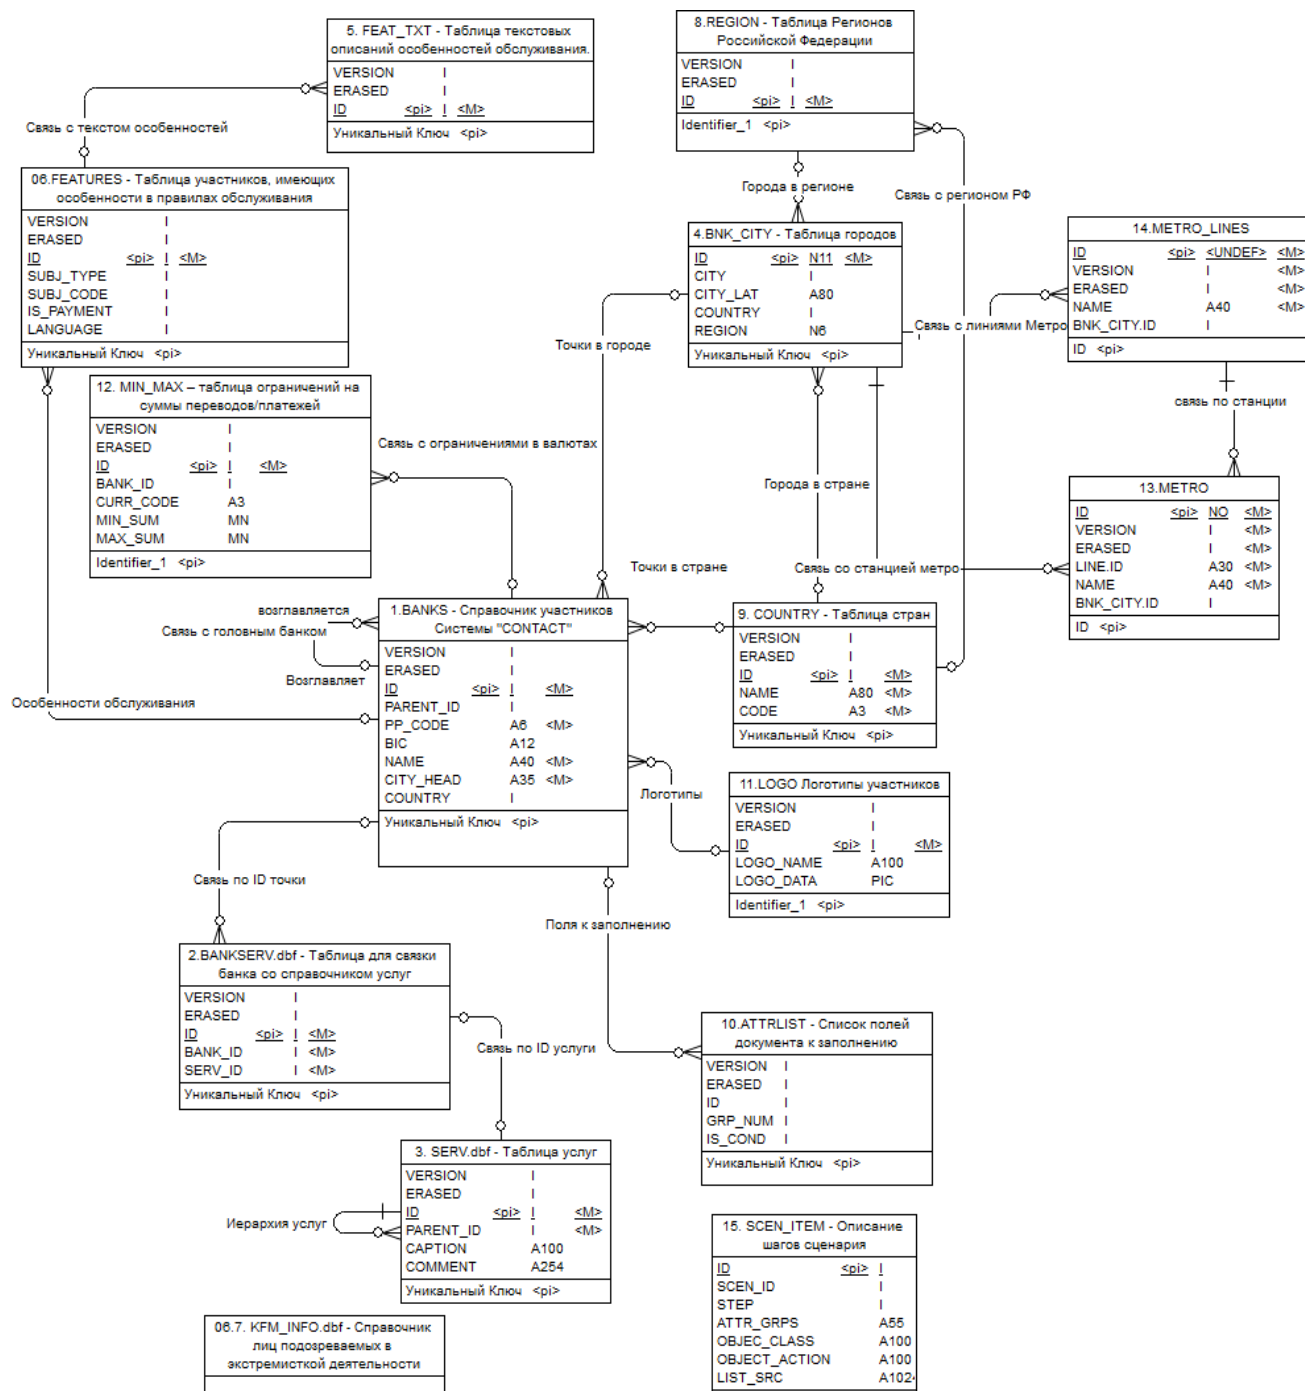 5. FEAT_TXT - Таблица текстовых
описаний особенностей обслуживания.
VERSION I
ERASED I
ID <pi> I <M>
Уникальный Ключ <pi>
8.REGION - Таблица Регионов
Российской Федерации
VERSION I
ERASED I
ID <pi> I <M>
Identifier_1 <pi>
Связь с текстом особенностей
06.FEATURES - Таблица участников, имеющих
особенности в правилах обслуживания
VERSION I
ERASED I
ID <pi> I <M>
SUBJ_TYPE I
SUBJ_CODE I
IS_PAYMENT I
LANGUAGE I
Уникальный Ключ <pi>
Города в регионе
Связь с регионом РФ
4.BNK_CITY - Таблица городов
ID <pi> N11 <M>
CITY I
CITY_LAT A80
COUNTRY I
REGION N6
Уникальный Ключ <pi>
14.METRO_LINES
ID <pi> <UNDEF> <M>
VERSION I <M>
ERASED I <M>
NAME A40 <M>
BNK_CITY.ID I
ID <pi>
Связь с линиями Метро
Точки в городе
12. MIN_MAX – таблица ограничений на
суммы переводов/платежей
VERSION I
ERASED I
ID <pi> I <M>
BANK_ID I
CURR_CODE A3
MIN_SUM MN
MAX_SUM MN
Identifier_1 <pi>
Связь с ограничениями в валютах
связь по станции
Города в стране
13.METRO
ID <pi> NO <M>
VERSION I <M>
ERASED I <M>
LINE.ID A30 <M>
NAME A40 <M>
BNK_CITY.ID I
ID <pi>
Точки в стране
Связь со станцией метро
возглавляется
Связь с головным банком
Возглавляет
Особенности обслуживания
1.BANKS - Справочник участников
Системы "CONTACT"
VERSION I
ERASED I
ID <pi> I <M>
PARENT_ID I
PP_CODE A6 <M>
BIC A12
NAME A40 <M>
CITY_HEAD A35 <M>
COUNTRY I
Уникальный Ключ <pi>
9. COUNTRY - Таблица стран
VERSION I
ERASED I
ID <pi> I <M>
NAME A80 <M>
CODE A3 <M>
Уникальный Ключ <pi>
Логотипы
11.LOGO Логотипы участников
VERSION I
ERASED I
ID <pi> I <M>
LOGO_NAME A100
LOGO_DATA PIC
Identifier_1 <pi>
Связь по ID точки
Поля к заполнению
2.BANKSERV.dbf - Таблица для связки
банка со справочником услуг
VERSION I
ERASED I
ID <pi> I <M>
BANK_ID I <M>
SERV_ID I <M>
Уникальный Ключ <pi>
Связь по ID услуги
10.ATTRLIST - Список полей
документа к заполнению
VERSION I
ERASED I
ID I
GRP_NUM I
IS_COND I
Уникальный Ключ <pi>
3. SERV.dbf - Таблица услуг
VERSION I
ERASED I
ID <pi> I <M>
PARENT_ID I <M>
CAPTION A100
COMMENT A254
Уникальный Ключ <pi>
Иерархия услуг
15. SCEN_ITEM - Описание
шагов сценария
ID <pi> I
SCEN_ID I
STEP I
ATTR_GRPS A55
OBJEC_CLASS A100
OBJECT_ACTION A100
LIST_SRC
06.7. KFM_INFO.dbf - Справочник
лиц подозреваемых в
экстремисткой деятельности